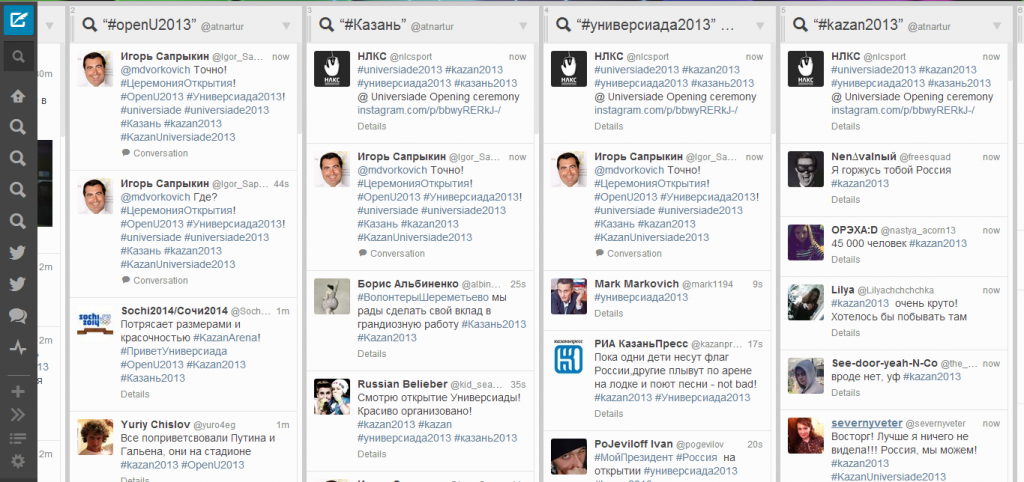 30m
в
2m
2m
я
2m
2
"#openU2013" @atnartur
Игорь Сапрыкин @Igor_Sa… now
@mdvorkovich Точно!
#ЦеремонияОткрытия!
#OpenU2013 #Универсиада2013!
#universiade #universiade2013
#Казань #kazan2013
#KazanUniversiade2013
Conversation
Игорь Сапрыкин @Igor_Sap… 44s
@mdvorkovich Где?
#ЦеремонияОткрытия!
#OpenU2013 #Универсиада2013!
#universiade #universiade2013
#Казань #kazan2013
#KazanUniversiade2013
Conversation
sochi
2014
Sochi2014/Сочи2014 @Soch… 1m
Потрясает размерами и
красочностью #KazanArena!
#ПриветУниверсиада
#OpenU2013 #Kazan2013
#Казань2013
Details
Yuriy Chislov @yuro4eg 1m
Все поприветсвовали Путина и
Гальена, они на стадионе
#kazan2013 #OpenU2013
Details
3
"#Казань" @atnartur
НЛКС
НЛКС @nlcsport now
#universiade2013 #kazan2013
#универсиада2013 #казань2013
@ Universiade Opening ceremony
instagram.com/p/bbwyRERkJ-/
Details
Игорь Сапрыкин @Igor_Sa… now
@mdvorkovich Точно!
#ЦеремонияОткрытия!
#OpenU2013 #Универсиада2013!
#universiade #universiade2013
#Казань #kazan2013
#KazanUniversiade2013
Conversation
Борис Альбиненко @albin… 25s
#ВолонтерыШереметьево мы
рады сделать свой вклад в
грандиозную работу #Казань2013
#Kazan2013
Details
Russian Belieber @kid_sea… 35s
Смотрю открытие Универсиады!
Красиво организовано!
#kazan2013 #kazan
#универсиада2013 #казань2013
Details
4
"#универсиада2013" …
НЛКС
НЛКС @nlcsport now
#universiade2013 #kazan2013
#универсиада2013 #казань2013
@ Universiade Opening ceremony
instagram.com/p/bbwyRERkJ-/
Details
Игорь Сапрыкин @Igor_Sa… now
@mdvorkovich Точно!
#ЦеремонияОткрытия!
#OpenU2013 #Универсиада2013!
#universiade #universiade2013
#Казань #kazan2013
#KazanUniversiade2013
Conversation
Mark Markovich @mark1194 9s
#универсиада2013
Details
РИА КазаньПресс @kazanpr… 17s
Пока одни дети несут флаг
России,другие плывут по арене
на лодке и поют песни - not bad!
#kazan2013 #Универсиада2013
Details
PoJeviloff Ivan @pogevilov 20s
#МойПрезидент #Россия на
открытии #универсиада2013
5
"#kazan2013" @atnartur
НЛКС
НЛКС @nlcsport now
#universiade2013 #kazan2013
#универсиада2013 #казань2013
@ Universiade Opening ceremony
instagram.com/p/bbwyRERkJ-/
Details
Nen∆valnый @freesquad now
Я горжусь тобой Россия
#kazan2013
Details
ОРЭХА:D @nastya_acorn13 now
45 000 человек #kazan2013
Details
Lilya @Lilyachchchchka now
#kazan2013 очень круто!
Хотелось бы побывать там
Details
See-door-yeah-N-Co @the_… now
вроде нет, уф #kazan2013
Details
severnyveter @severnyveter now
Восторг! Лучше я ничего не
видела!!! Россия, мы можем!
#kazan2013
#KazanUniversiade2013
6